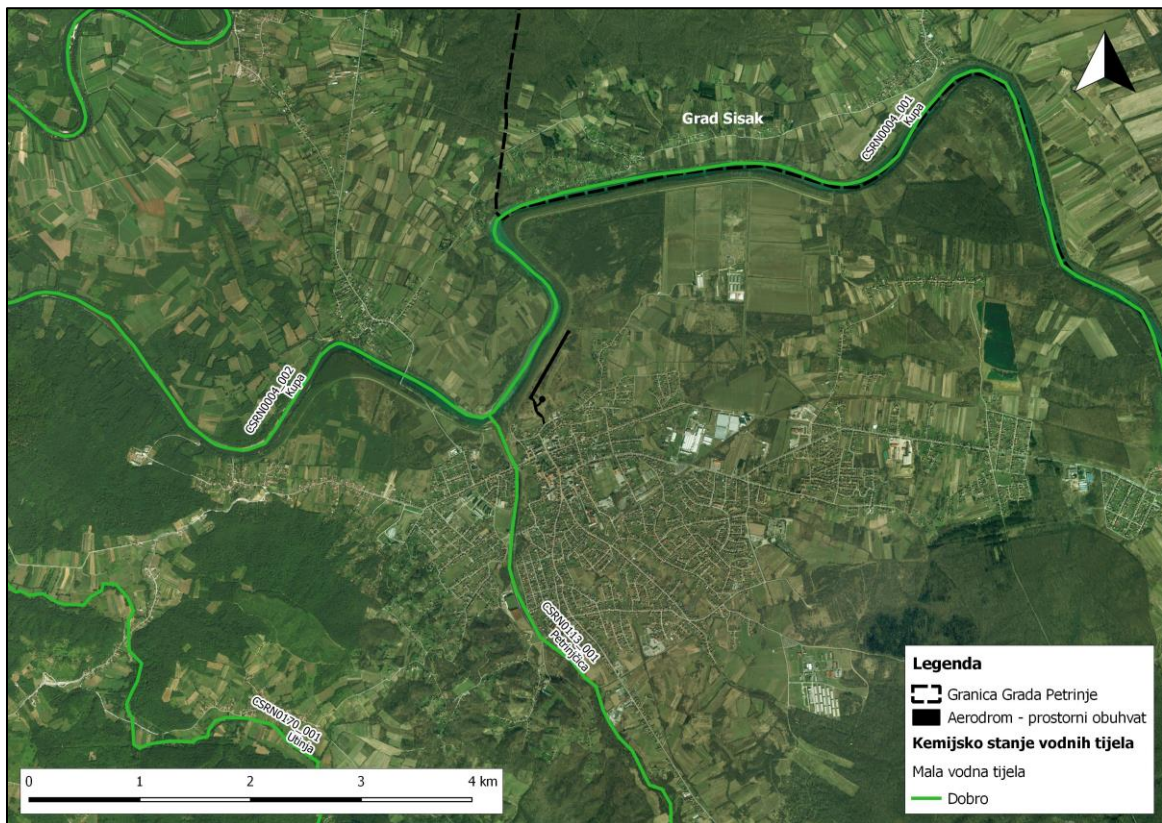 Grad Sisak
CSRN0004_001
Kupa
CSRN0004_002
Kupa
CSRN0113_001
Petrinjčica
CSRN0170_001
Utinja
Legenda
Granica Grada Petrinje
Aerodrom - prostorni obuhvat
Kemijsko stanje vodnih tijela
Mala vodna tijela
Dobro
0 1 2 3 4 km